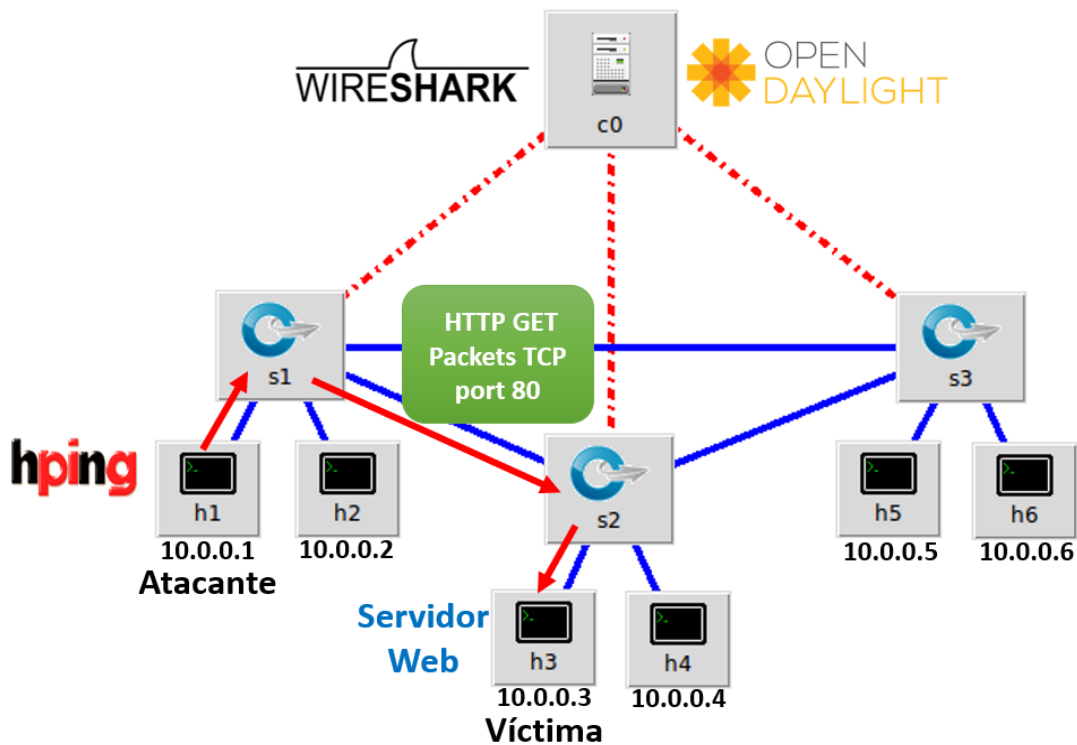 WIRESHARK
OPEN
DAYLIGHT
c0
HTTP GET
Packets TCP
port 80
s1
s3
hping
h1
h2
s2
h5
h6
10.0.0.1
10.0.0.2
10.0.0.5
10.0.0.6
Atacante
Servidor
Web
h3
h4
10.0.0.3
10.0.0.4
Víctima